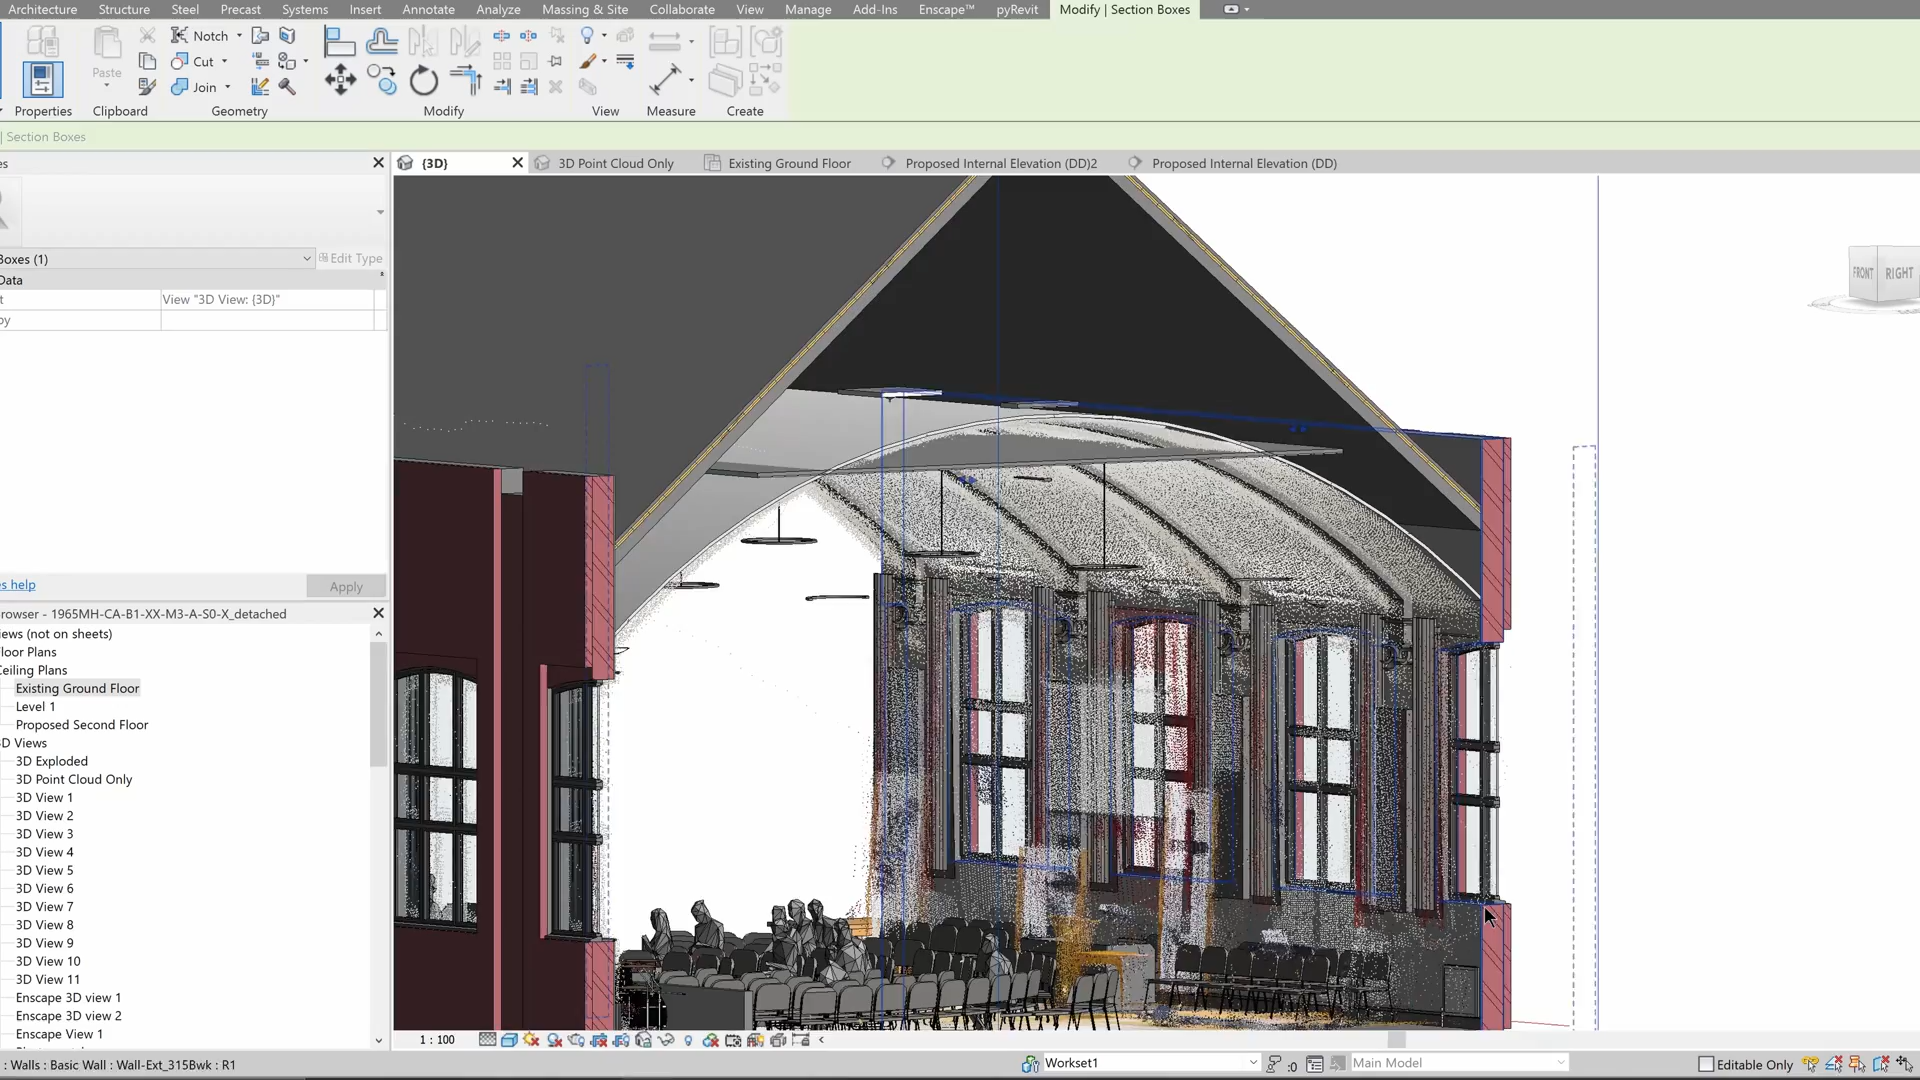 Architecture Structure Steel Precast Systems Insert Annotate Analyze Massing & Site Collaborate View Manage Add-Ins Enscape™ pyRevit Modify | Section Boxes
Notch
Cut
Paste
Join
Properties Clipboard Geometry Modify View Measure Create
| Section Boxes
es
{3D} 3D Point Cloud Only Existing Ground Floor Proposed Internal Elevation (DD)2 Proposed Internal Elevation (DD)
Boxes (1) Edit Type
Data
t View "3D View: {3D}"
by
FRONT RIGHT
es help Apply
rowser - 1965MH-CA-B1-XX-M3-A-S0-X_detached
iews (not on sheets)
loor Plans
Ceiling Plans
Existing Ground Floor
Level 1
Proposed Second Floor
3D Views
3D Exploded
3D Point Cloud Only
3D View 1
3D View 2
3D View 3
3D View 4
3D View 5
3D View 6
3D View 7
3D View 8
3D View 9
3D View 10
3D View 11
Enscape 3D view 1
Enscape 3D view 2
Enscape View 1
1 : 100
: Walls : Basic Wall : Wall-Ext_315Bwk : R1 Workset1 :0 Main Model Editable Only